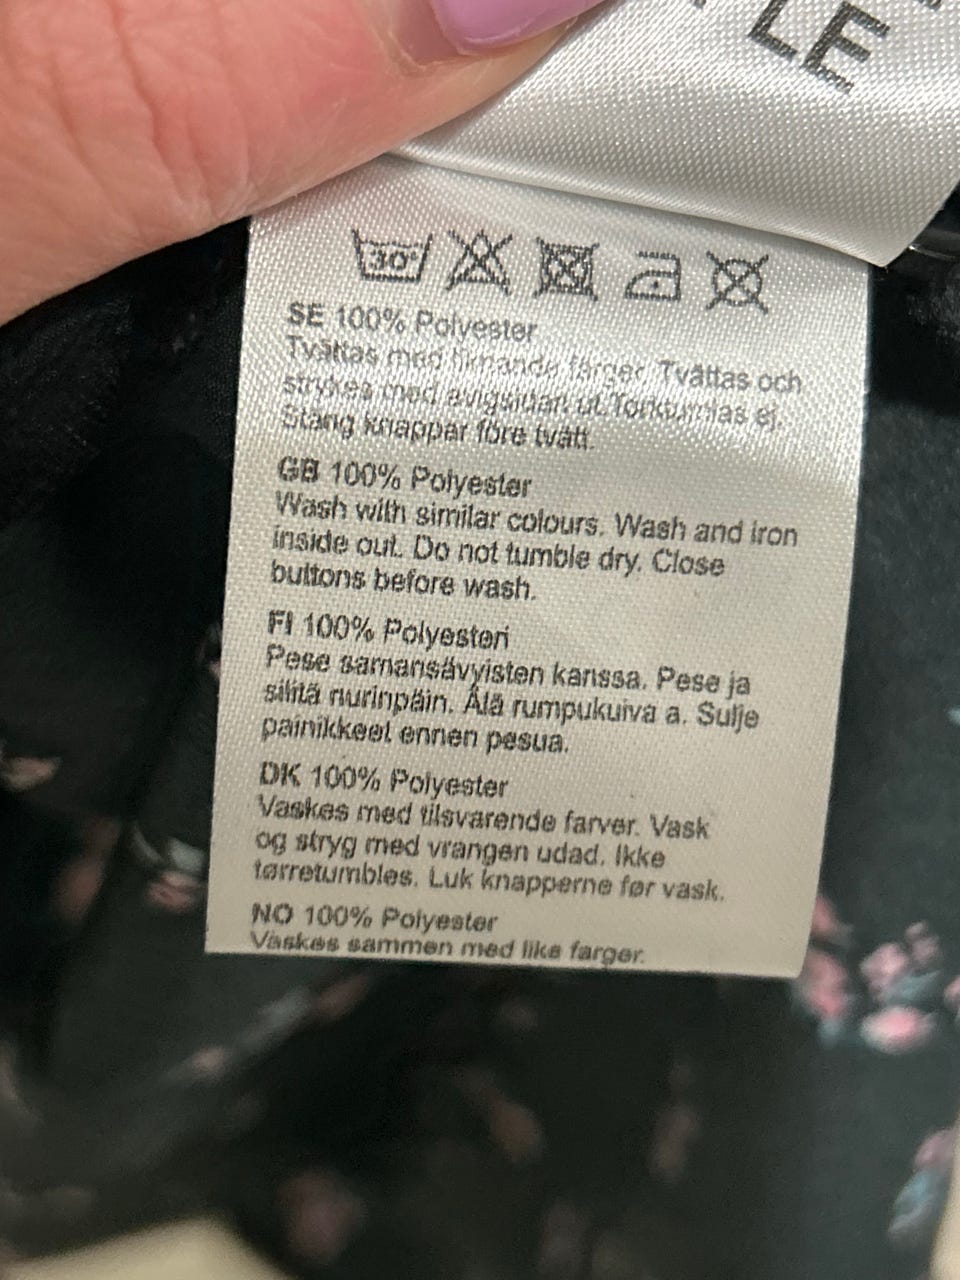 LE
30°
SE 100% Polyester
Tvättas med liknande färger. Tvättas och
strykes med avigsidan ut. Torktumlas ej.
Stäng knappar före tvätt.
GB 100% Polyester
Wash with similar colours. Wash and iron
inside out. Do not tumble dry. Close
buttons before wash.
FI 100% Polyesteri
Pese samansävyisten kanssa. Pese ja
silitä nurinpäin. Älä rumpukuiva a. Sulje
painikkeet ennen pesua.
DK 100% Polyester
Vaskes med tilsvarende farver. Vask
og stryg med vrangen udad. Ikke
tørretumbles. Luk knapperne før vask.
NO 100% Polyester
Vaskes sammen med like farger.